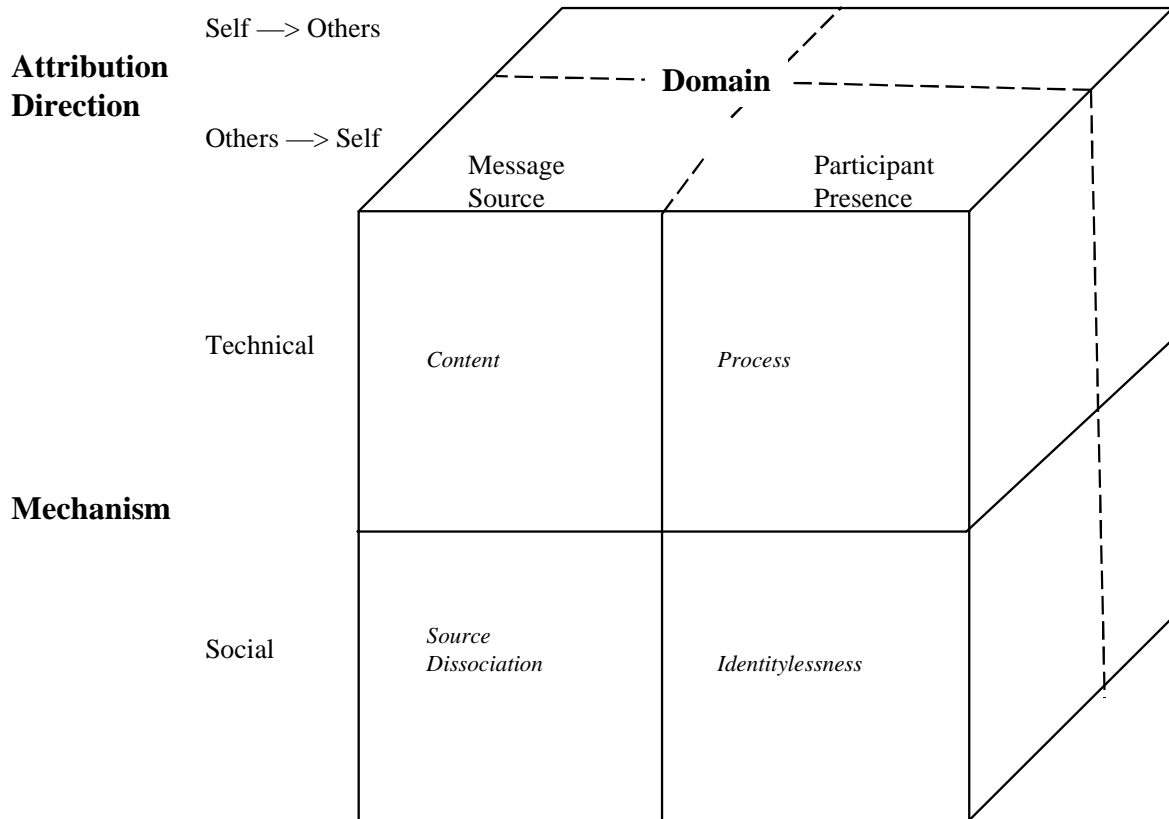 Self —> Others
Attribution
Direction
Domain
Others —> Self
Message
Source
Participant
Presence
Technical
Content
Process
Mechanism
Social
Source
Dissociation
Identitylessness